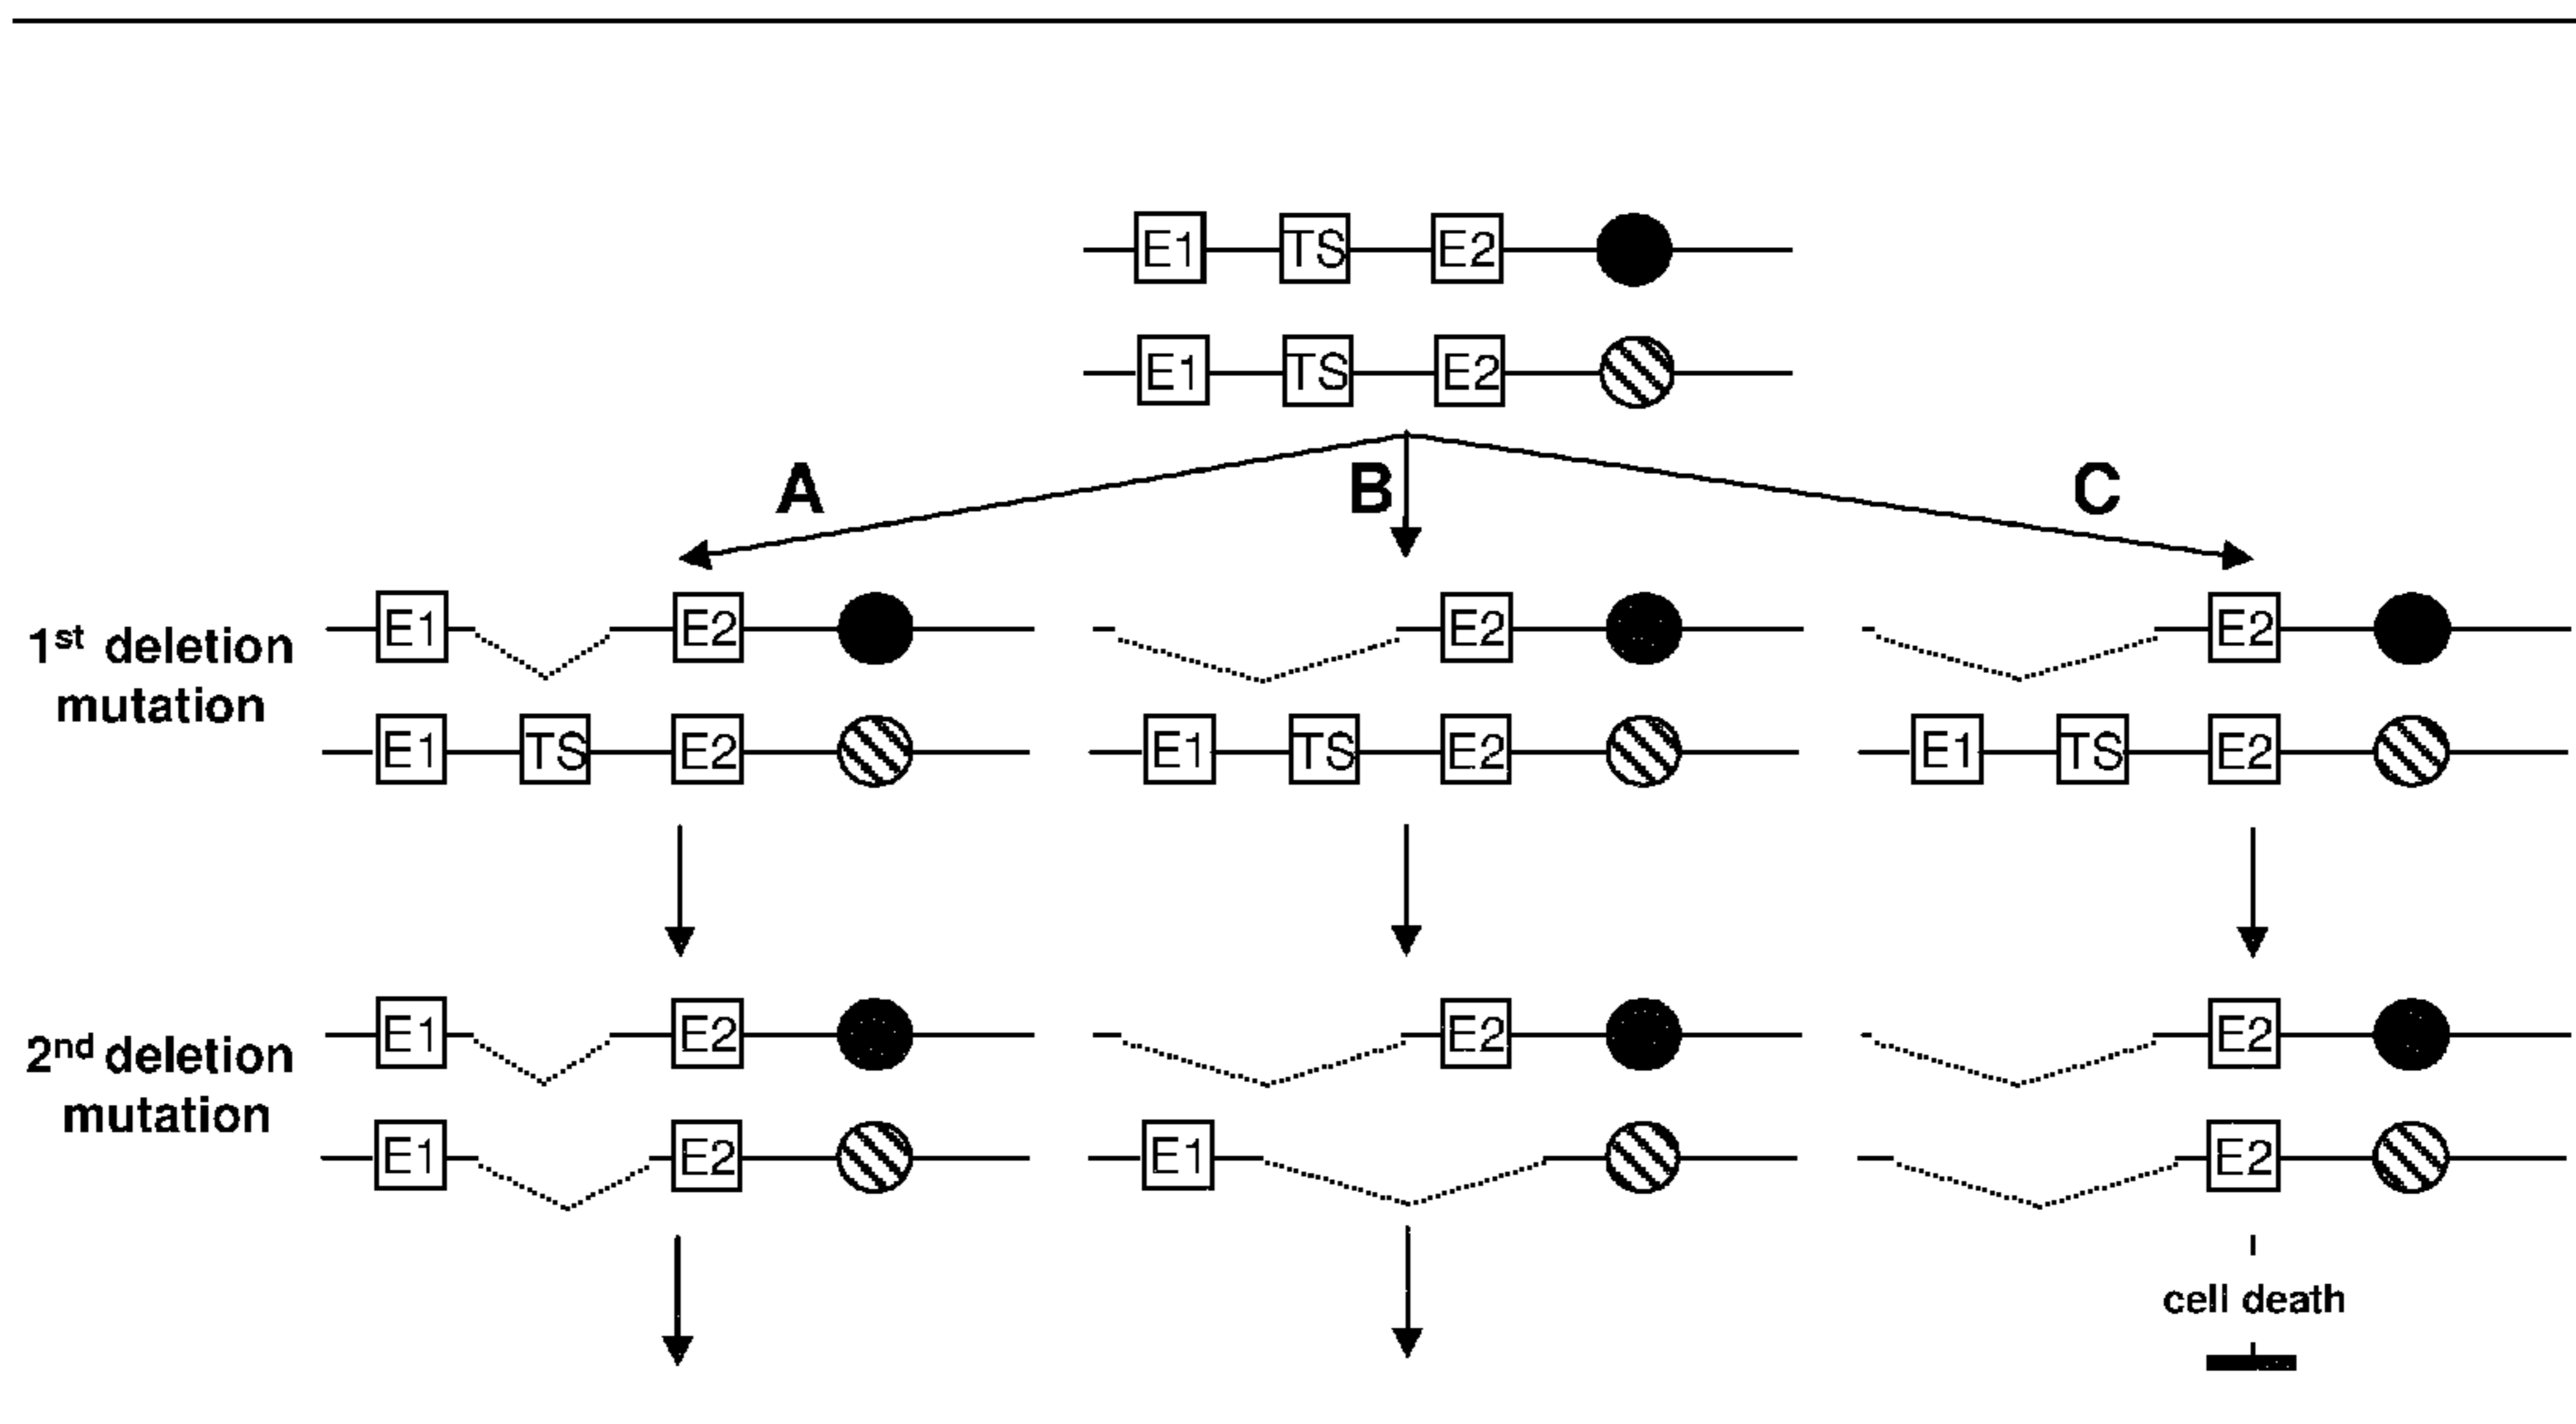 E1 TS E2
E1 TS E2
A B C
1st deletion
mutation
E1 E2 E2 E2
E1 TS E2 E1 TS E2 E1 TS E2
2nd deletion
mutation
E1 E2 E2 E2
E1 E2 E1 E2
cell death